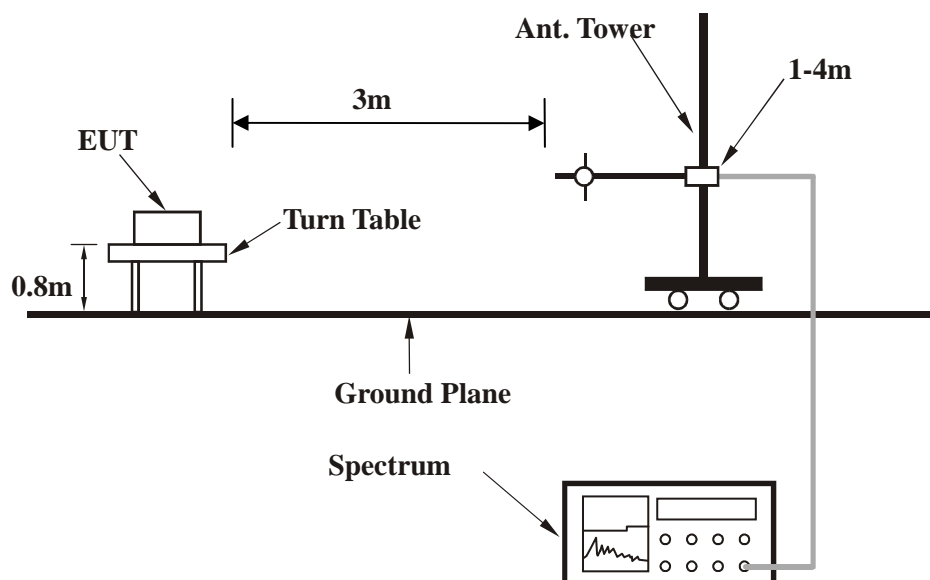 Ant. Tower
1-4m
3m
EUT
Turn Table
0.8m
Ground Plane
Spectrum